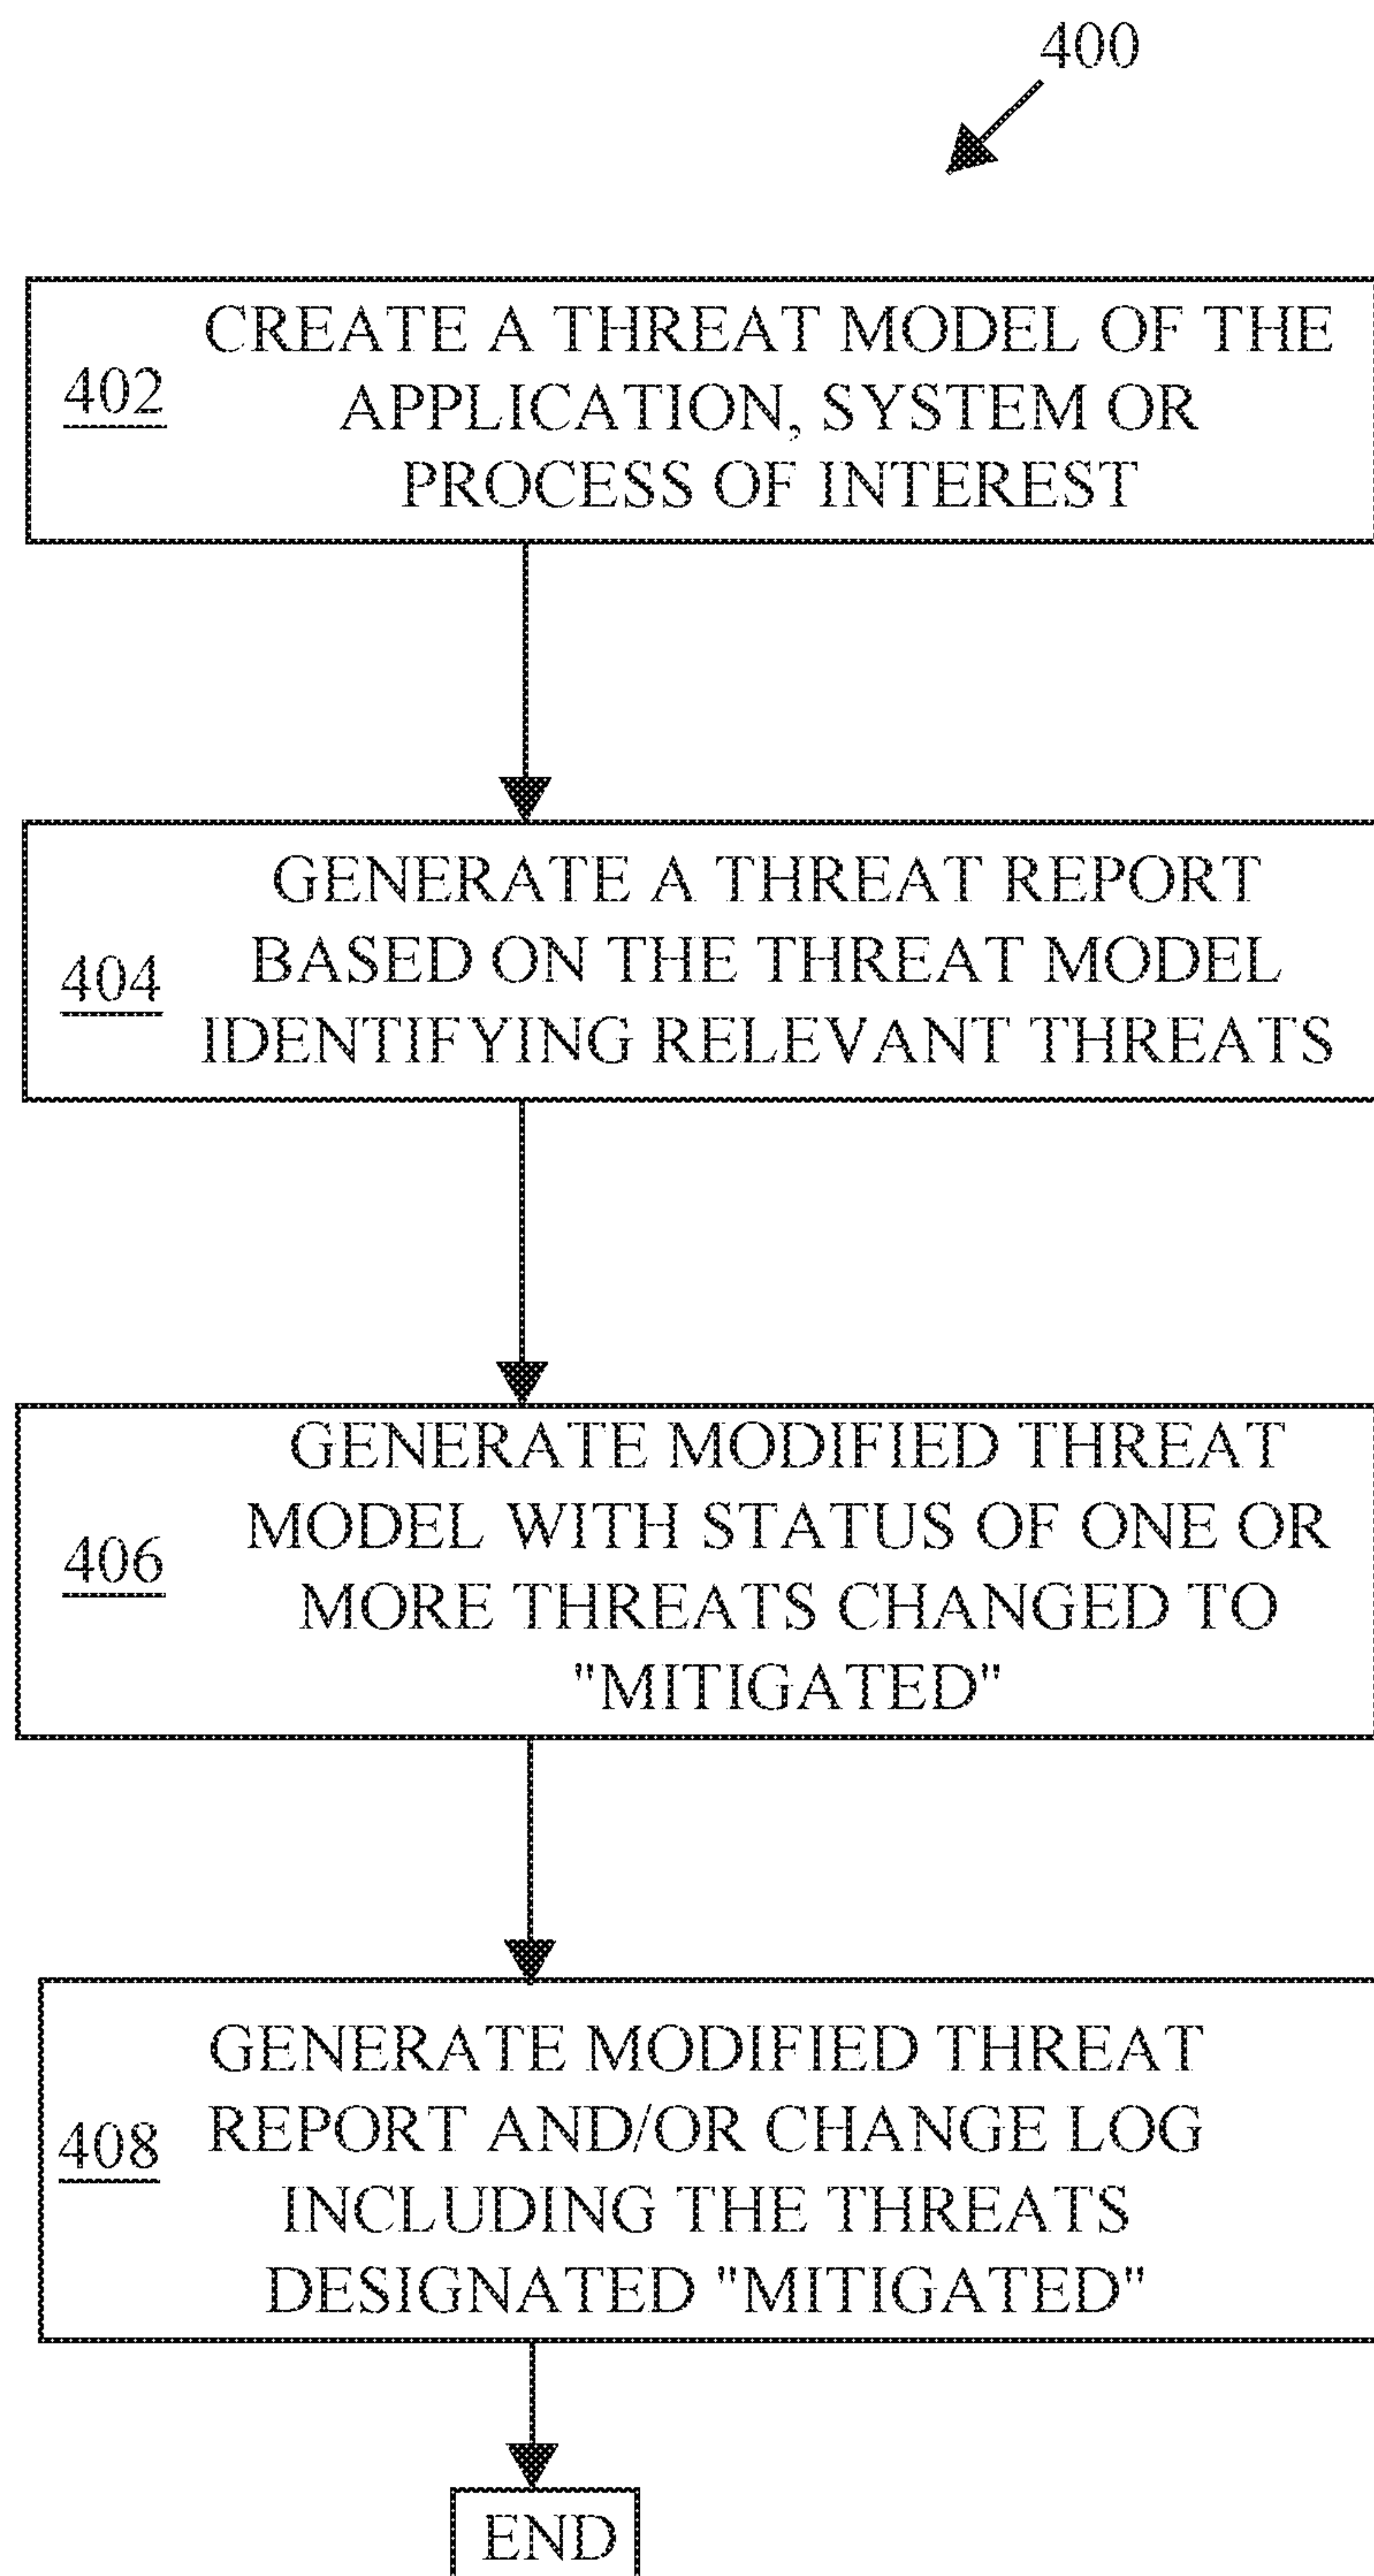 400
CREATE A THREAT MODEL OF THE
402
APPLICATION, SYSTEM OR
PROCESS OF INTEREST
GENERATE A THREAT REPORT
BASED ON THE THREAT MODEL
404
IDENTIFYING RELEVANT THREATS
GENERATE MODIFIED THREAT
MODEL WITH STATUS OF ONE OR
406
MORE THREATS CHANGED TO
"MITIGATED"
GENERATE MODIFIED THREAT
REPORT AND/OR CHANGE LOG
408
INCLUDING THE THREATS
DESIGNATED "MITIGATED"
END